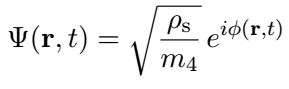 Ψ(r, t) = √(ρ_s/m_4) e^{iϕ(r,t)}